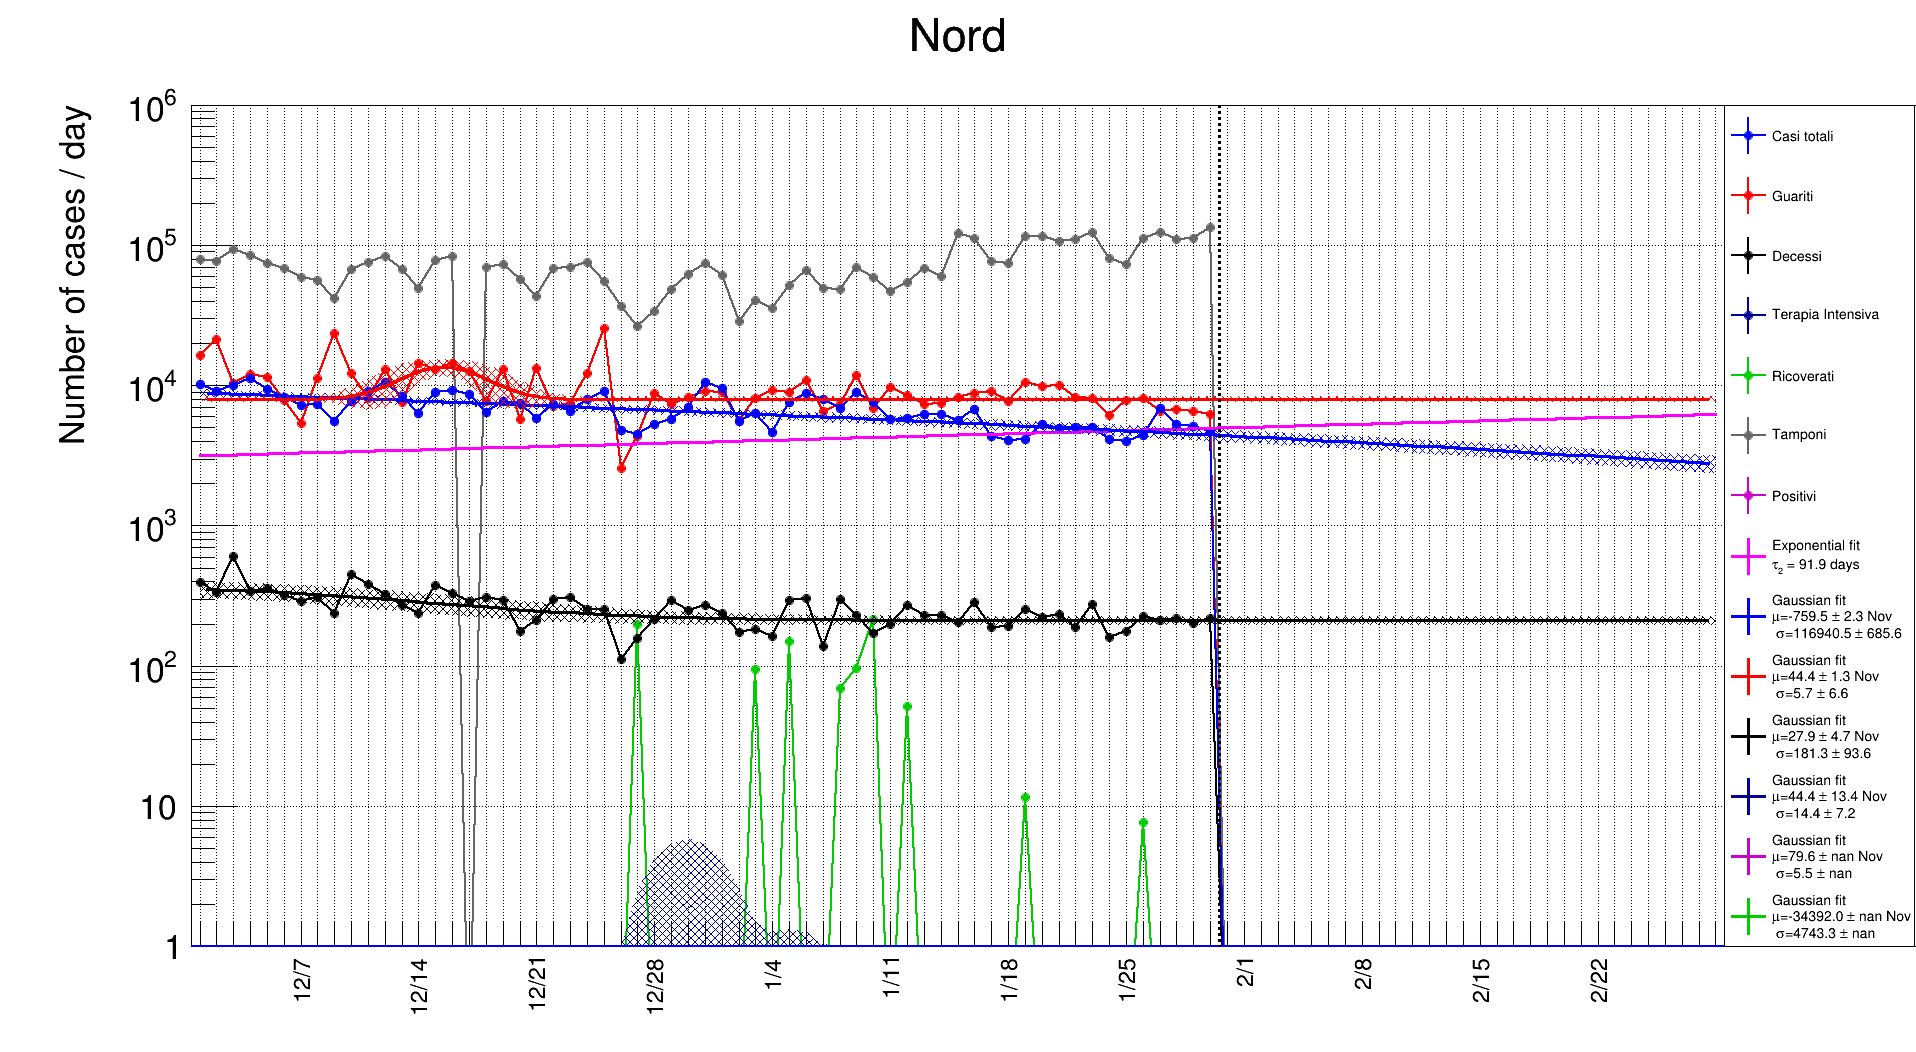 Nord
Number of cases / day
10^6
10^5
10^4
10^3
10^2
10
1
12/7
12/14
12/21
12/28
1/4
1/11
1/18
1/25
2/1
2/8
2/15
2/22
Casi totali
Guariti
Decessi
Terapia Intensiva
Ricoverati
Tamponi
Positivi
Exponential fit
τ₂ = 91.9 days
Gaussian fit
μ=-759.5 ± 2.3 Nov
σ=116940.5 ± 685.6
Gaussian fit
μ=44.4 ± 1.3 Nov
σ=5.7 ± 6.6
Gaussian fit
μ=27.9 ± 4.7 Nov
σ=181.3 ± 93.6
Gaussian fit
μ=44.4 ± 13.4 Nov
σ=14.4 ± 7.2
Gaussian fit
μ=79.6 ± nan Nov
σ=5.5 ± nan
Gaussian fit
μ=-34392.0 ± nan Nov
σ=4743.3 ± nan